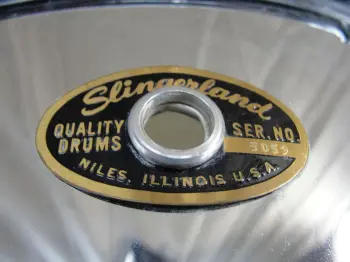 Slingerland
QUALITY SER. NO.
DRUMS
NILES, ILLINOIS U.S.A.